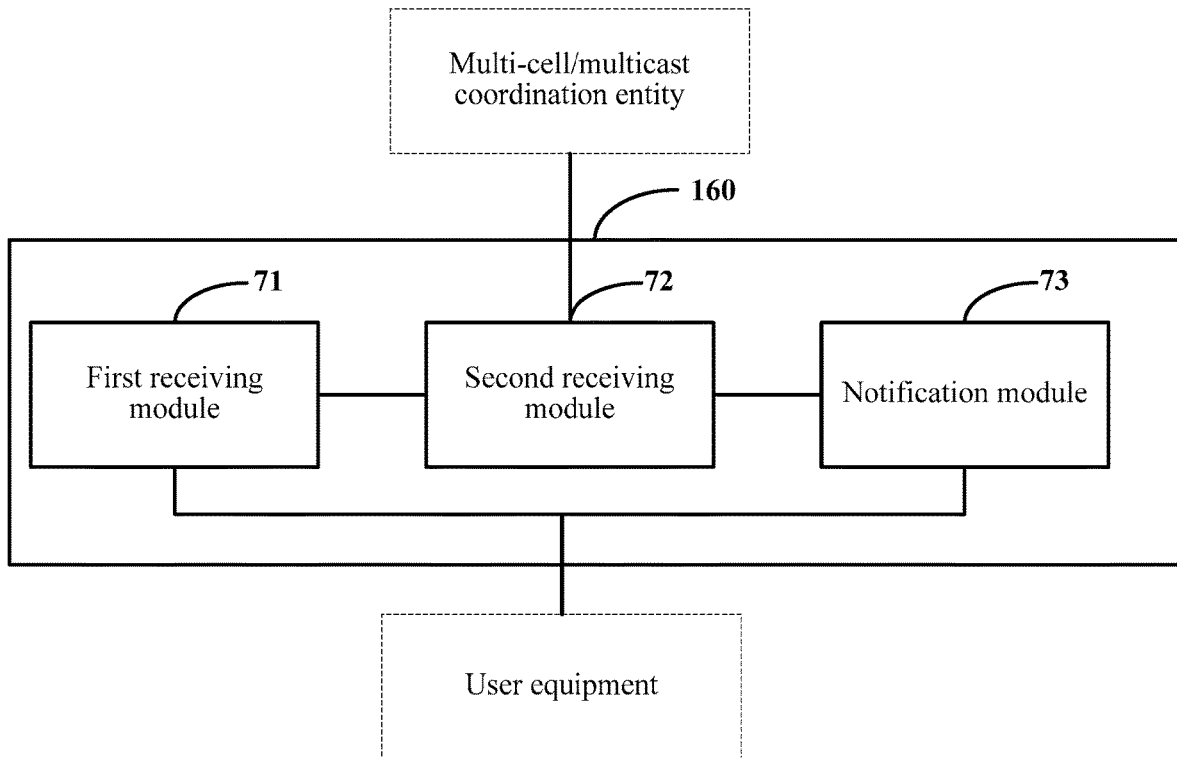 Multi-cell/multicast
coordination entity
160
71
72
73
First receiving
module
Second receiving
module
Notification module
User equipment